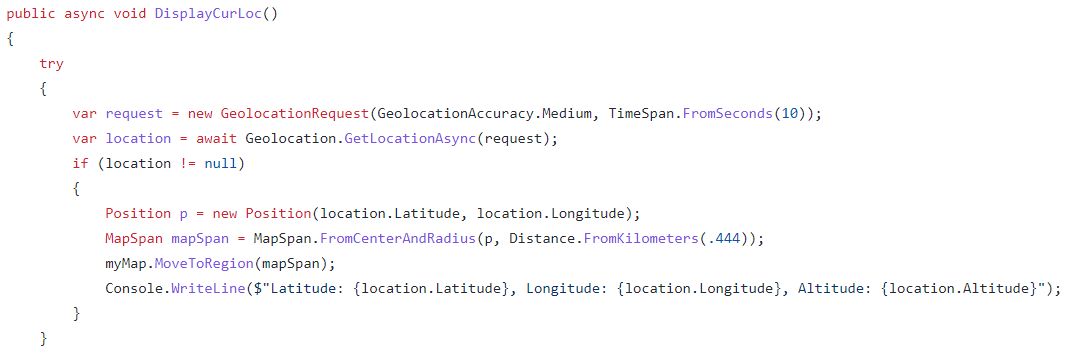 public async void DisplayCurLoc()
{
    try
    {
        var request = new GeolocationRequest(GeolocationAccuracy.Medium, TimeSpan.FromSeconds(10));
        var location = await Geolocation.GetLocationAsync(request);
        if (location != null)
        {
            Position p = new Position(location.Latitude, location.Longitude);
            MapSpan mapSpan = MapSpan.FromCenterAndRadius(p, Distance.FromKilometers(.444));
            myMap.MoveToRegion(mapSpan);
            Console.WriteLine($"Latitude: {location.Latitude}, Longitude: {location.Longitude}, Altitude: {location.Altitude}");
        }
    }